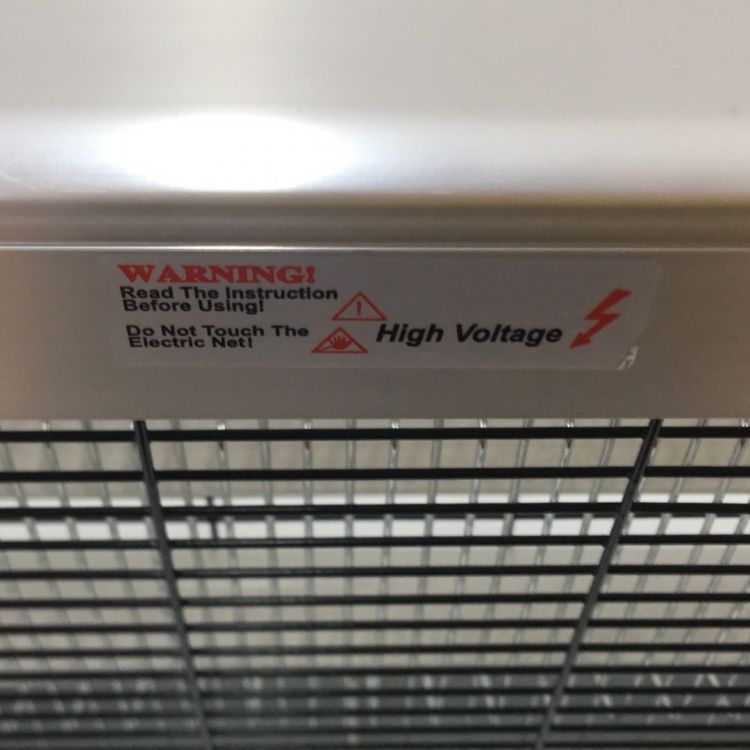 WARNING!
Read The Instruction
Before Using!
Do Not Touch The
Electric Net!
High Voltage